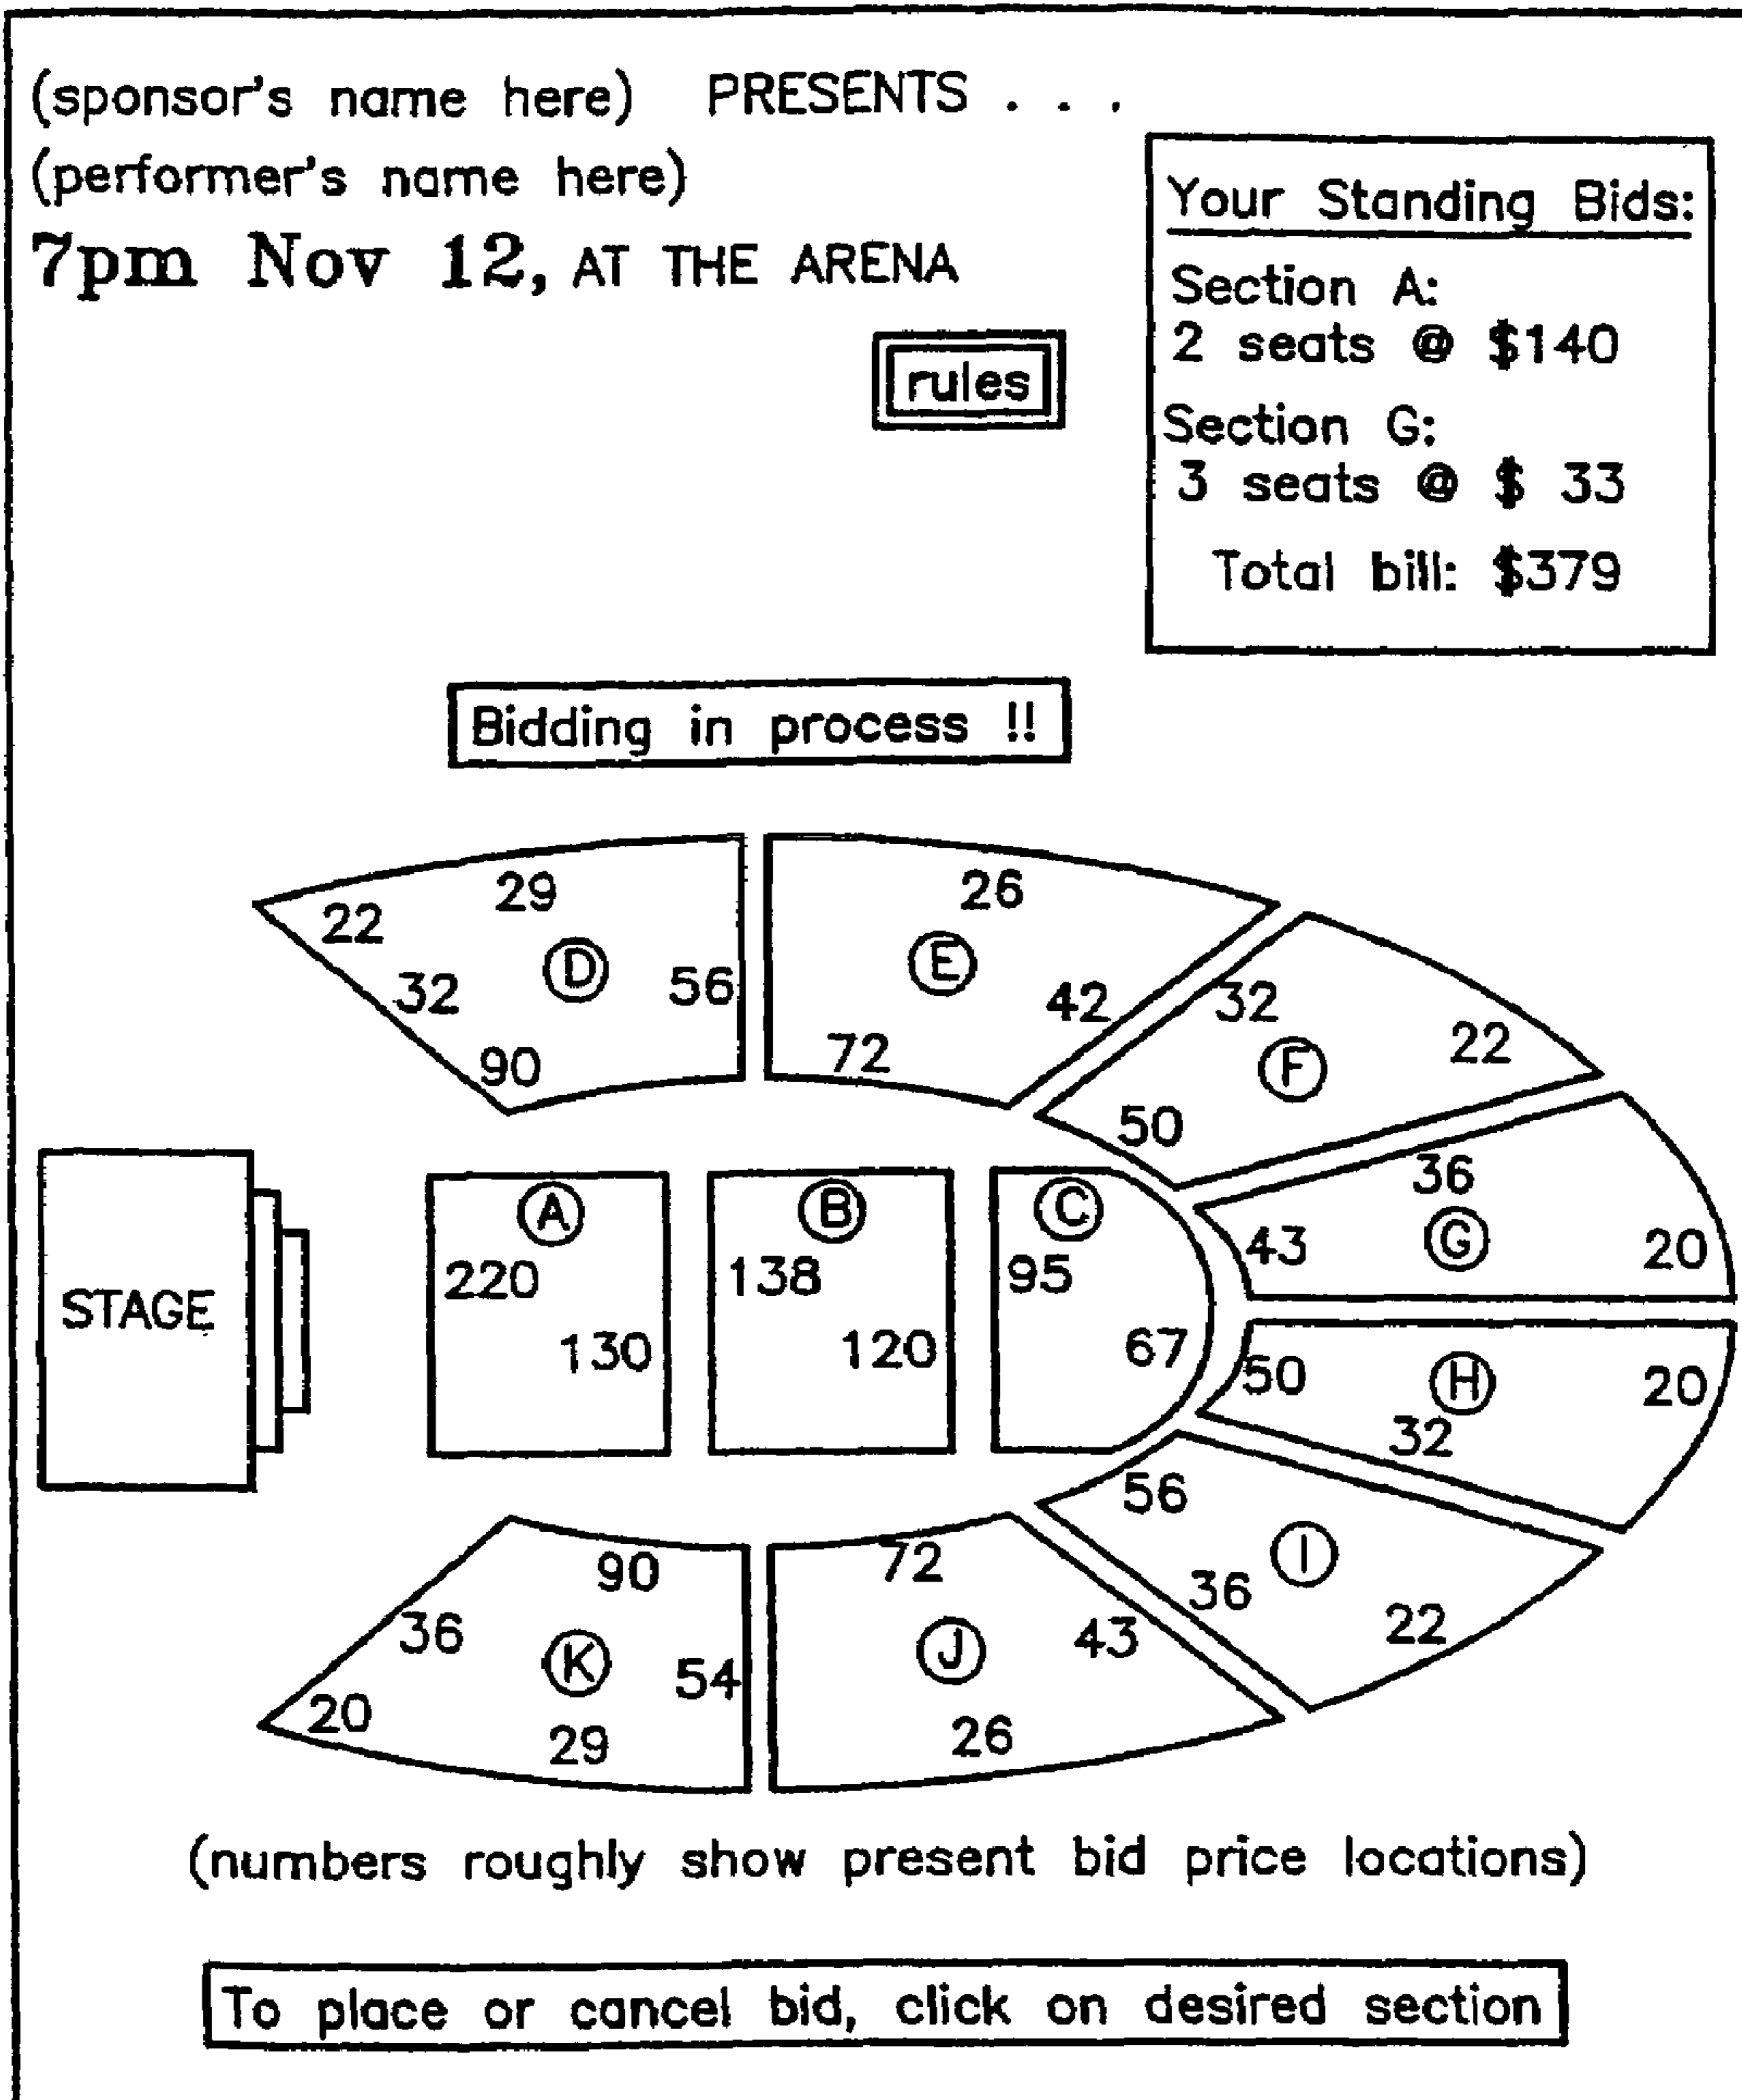 (sponsor's name here) PRESENTS . . .
(performer's name here)
7pm Nov 12, AT THE ARENA
rules
Your Standing Bids:
Section A:
2 seats @ $140
Section G:
3 seats @ $ 33
Total bill: $379
Bidding in process !!
29
22
D
32
56
90
26
E
42
72
32
22
F
50
36
43
G
20
STAGE
A
220
130
B
138
120
C
95
67
50
H
20
32
56
I
36
22
90
36
K
54
20
29
72
J
43
26
(numbers roughly show present bid price locations)
To place or cancel bid, click on desired section